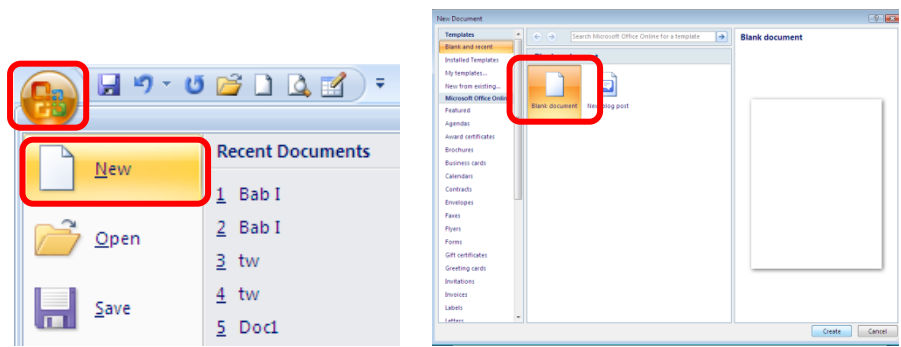 New
Open
Save
Recent Documents
1 Bab I
2 Bab I
3 tw
4 tw
5 Doc1
New Document
Templates
Blank and recent
Installed Templates
My templates...
New from existing...
Microsoft Office Onlin
Featured
Agendas
Award certificates
Brochures
Business cards
Calendars
Contracts
Envelopes
Faxes
Flyers
Forms
Gift certificates
Greeting cards
Invitations
Invoices
Labels
Letters
Search Microsoft Office Online for a template
Blank document
New blog post
Blank document
Create
Cancel